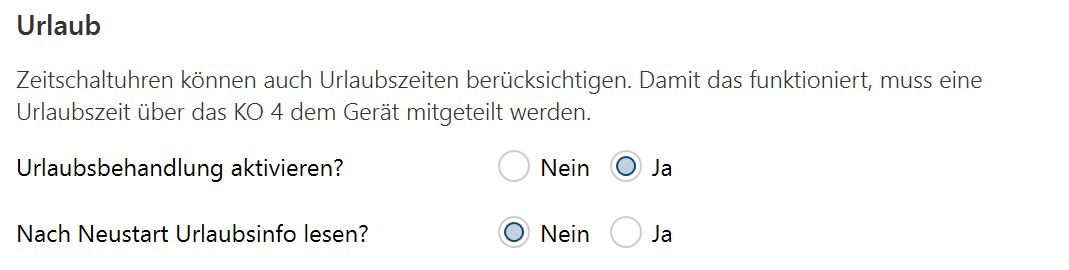 Urlaub
Zeitschaltuhren können auch Urlaubszeiten berücksichtigen. Damit das funktioniert, muss eine
Urlaubszeit über das KO 4 dem Gerät mitgeteilt werden.
Urlaubsbehandlung aktivieren? Nein Ja
Nach Neustart Urlaubsinfo lesen? Nein Ja